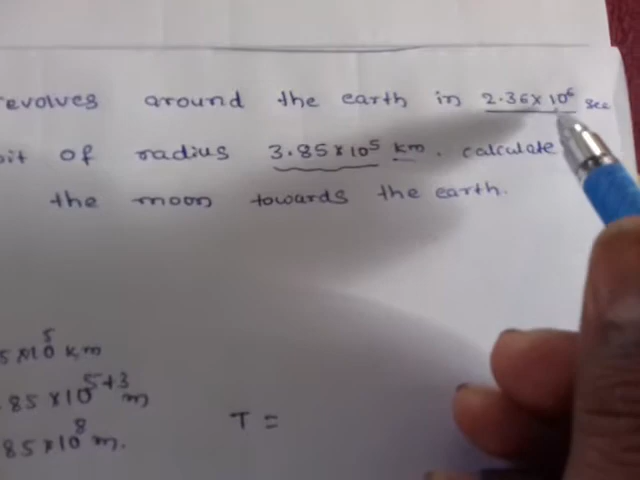 revolves around the earth in 2.36×10⁶ sec
bit of radius 3.85×10⁵ km. calculate
the moon towards the earth.
5×10⁵ km
.85×10⁵⁺³ m
85×10⁸ m.
T =